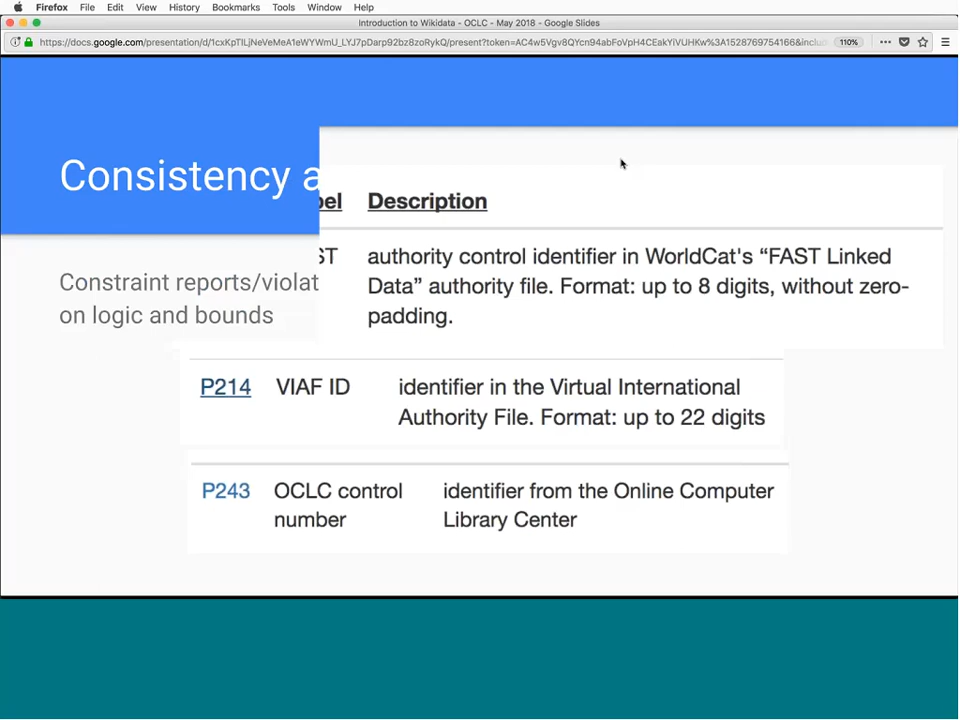 Firefox File Edit View History Bookmarks Tools Window Help
Introduction to Wikidata - OCLC - May 2018 - Google Slides
110%
Consistency a
Description
authority control identifier in WorldCat's “FAST Linked
Data” authority file. Format: up to 8 digits, without zero-
padding.
Constraint reports/violat
on logic and bounds
P214 VIAF ID identifier in the Virtual International
Authority File. Format: up to 22 digits
P243 OCLC control identifier from the Online Computer
number Library Center